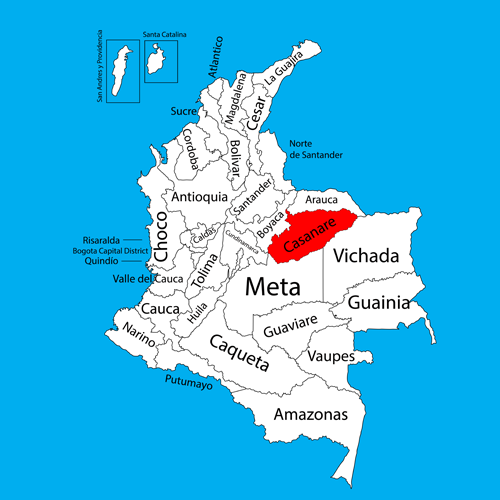 Santa Catalina
San Andres y Providencia
Atlantico
La Guajira
Magdalena
Cesar
Sucre
Cordoba
Bolivar
Norte
de Santander
Antioquia
Santander
Arauca
Boyaca
Casanare
Choco
Caldas
Cundinamarca
Risaralda
Bogota Capital District
Quindío
Vichada
Tolima
Valle del Cauca
Meta
Guainia
Cauca
Huila
Guaviare
Narino
Caqueta
Vaupes
Putumayo
Amazonas